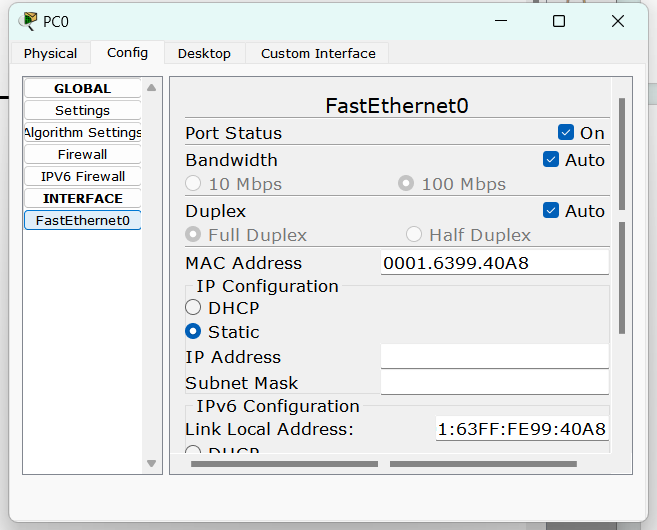 PC0
Physical Config Desktop Custom Interface
GLOBAL
Settings
Algorithm Settings
Firewall
IPV6 Firewall
INTERFACE
FastEthernet0
FastEthernet0
Port Status On
Bandwidth Auto
10 Mbps 100 Mbps
Duplex Auto
Full Duplex Half Duplex
MAC Address 0001.6399.40A8
IP Configuration
DHCP
Static
IP Address
Subnet Mask
IPv6 Configuration
Link Local Address: 1:63FF:FE99:40A8
DHCP